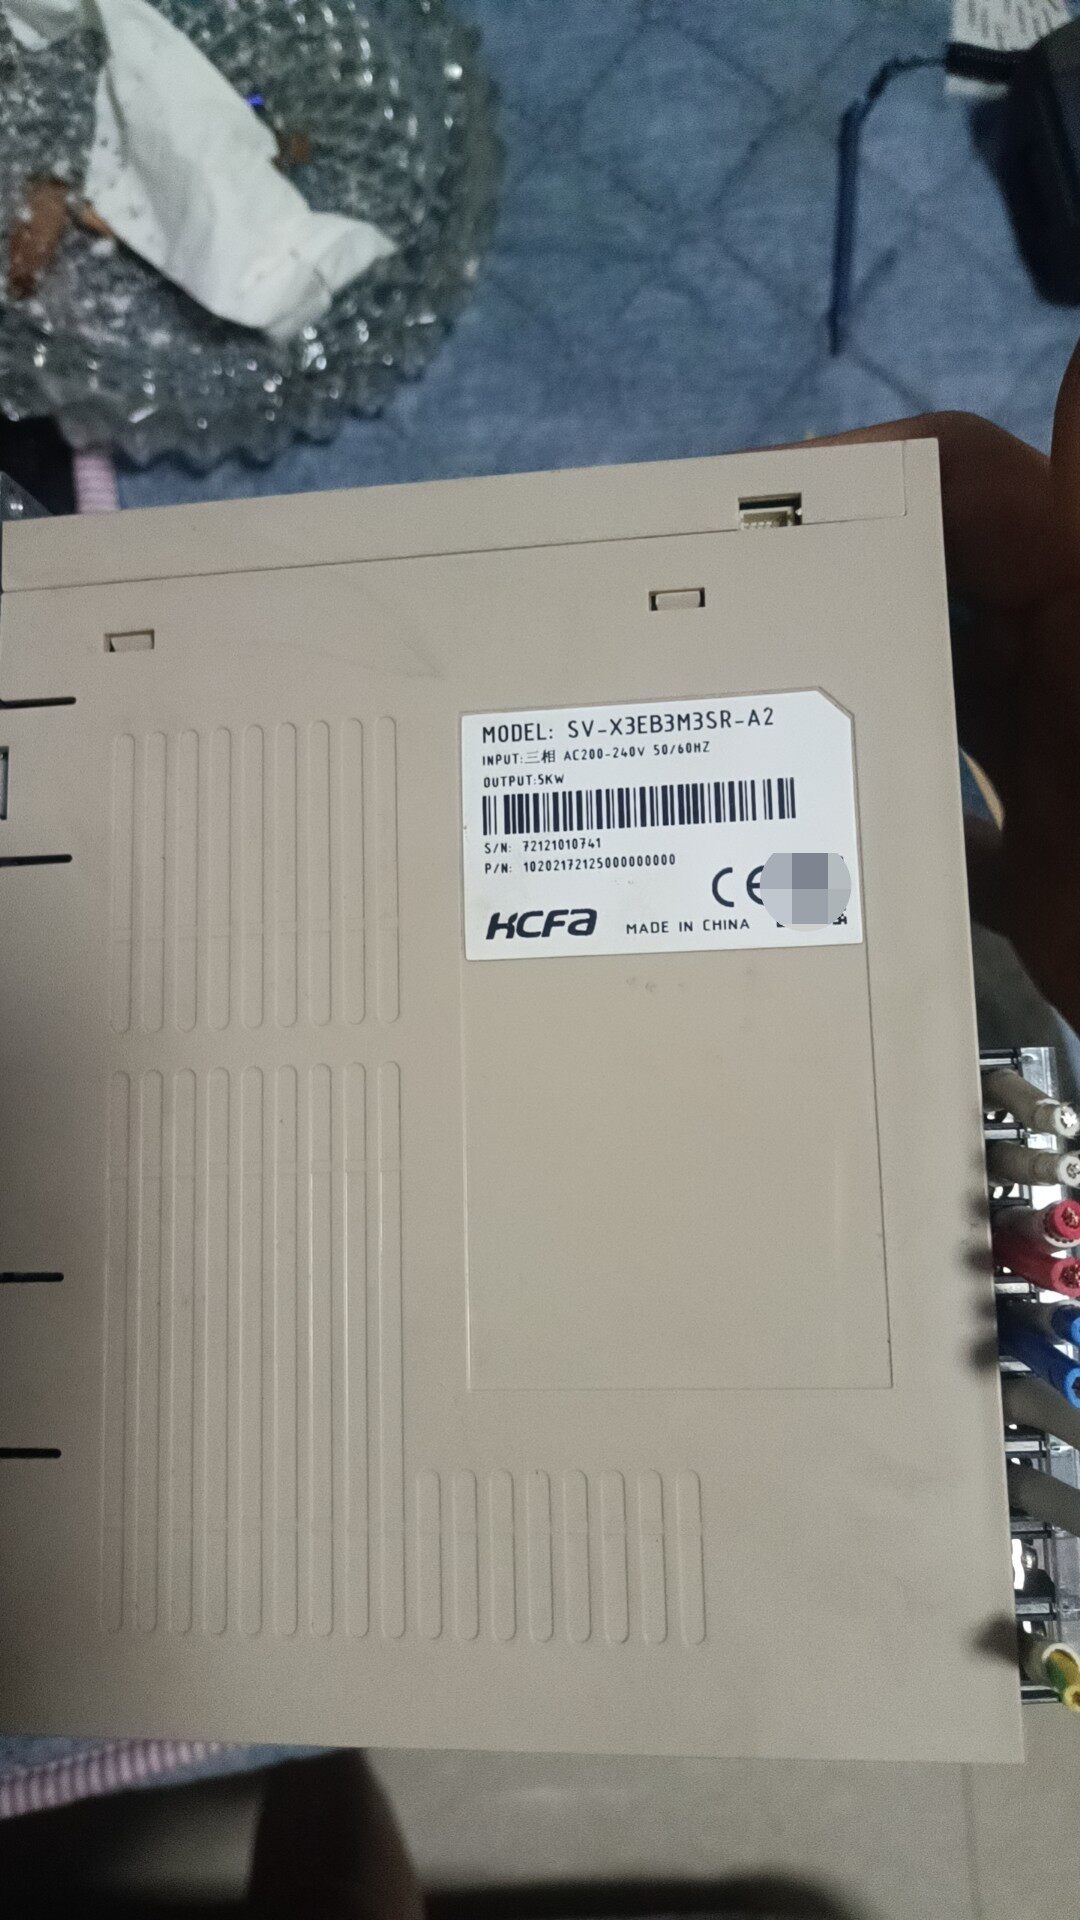 MODEL: SV-X3EB3M3SR-A2
INPUT:三相 AC200-240V 50/60HZ
OUTPUT:5KW
S/N: 72121010741
P/N: 10202172125000000000
CE
HCFa
MADE IN CHINA